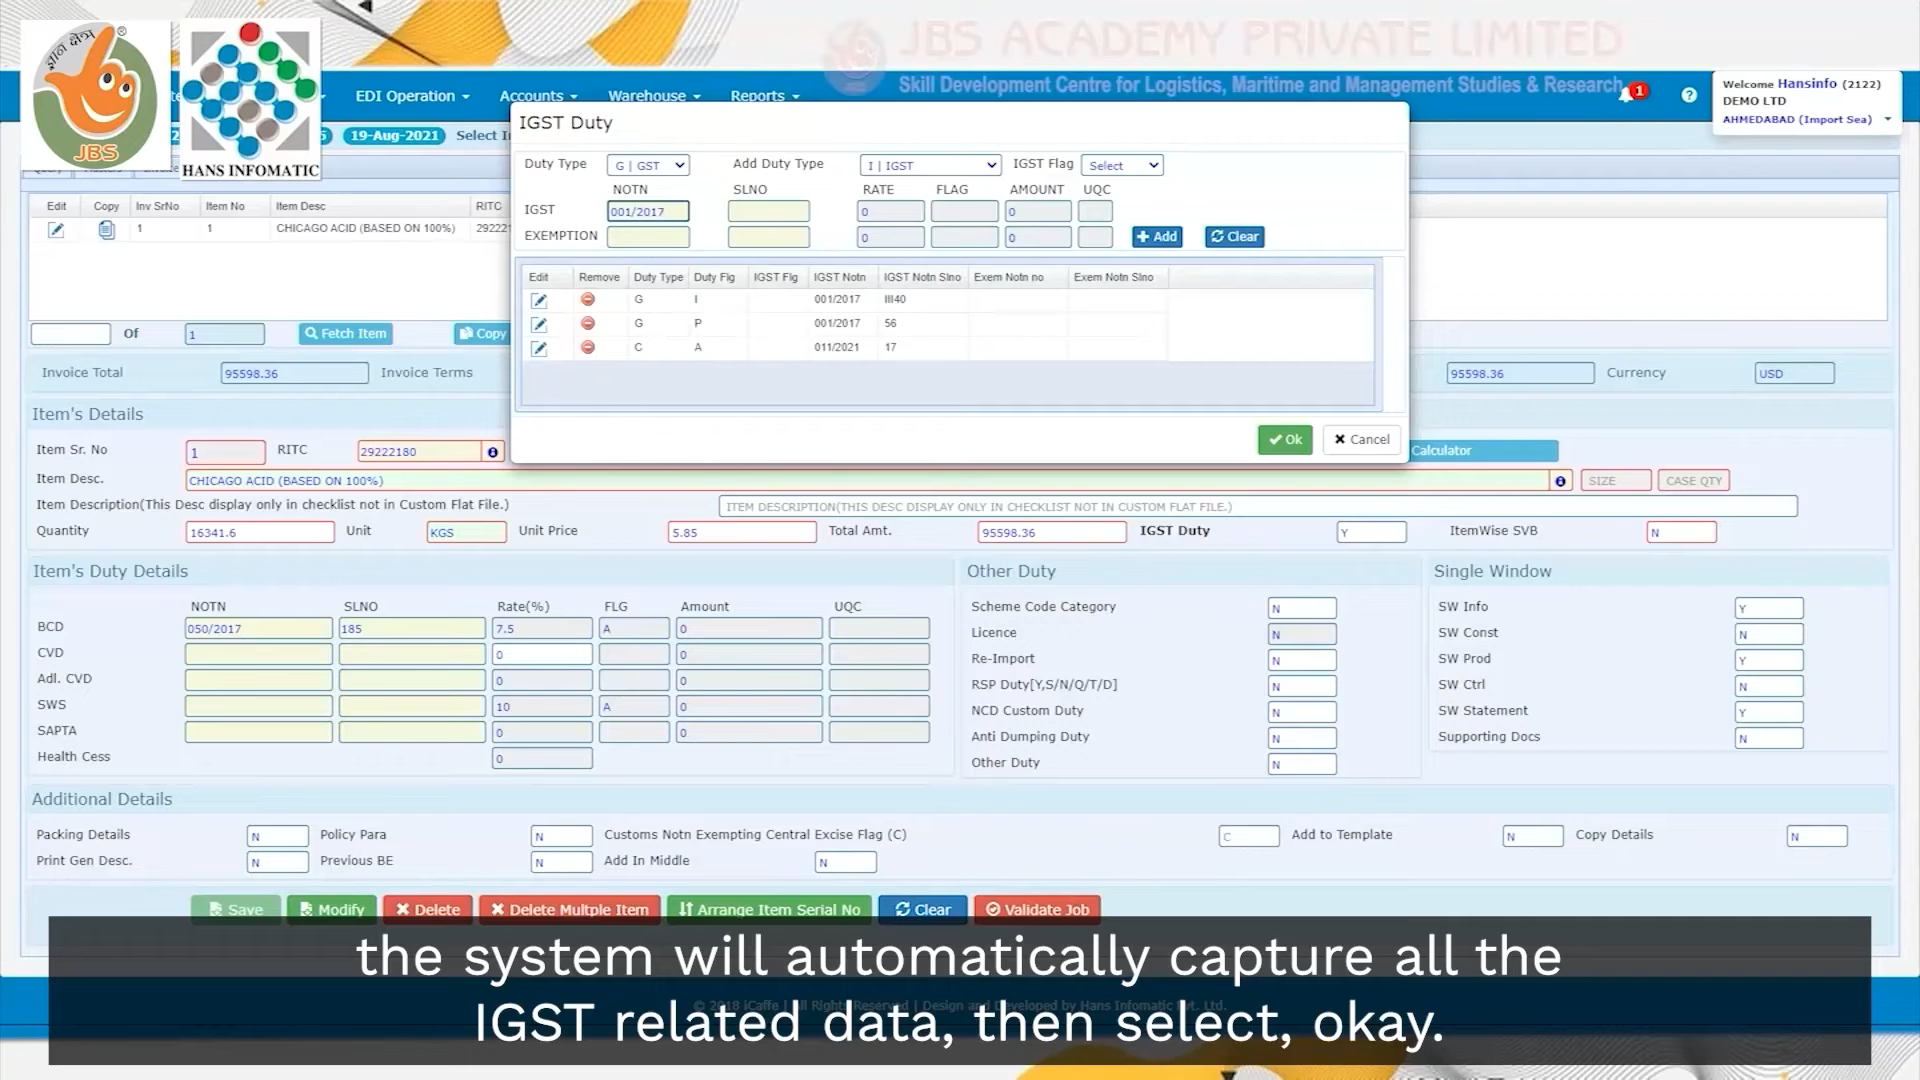 JBS ACADEMY PRIVATE LIMITED
Skill Development Centre for Logistics, Maritime and Management Studies & Research
ज्ञान क्षेत्र
®
JBS
HANS INFOMATIC
EDI Operation
Accounts
Warehouse
Reports
1
Welcome Hansinfo (2122)
DEMO LTD
AHMEDABAD (Import Sea)
19-Aug-2021
IGST Duty
Duty Type G | GST Add Duty Type I | IGST IGST Flag Select
NOTN SLNO RATE FLAG AMOUNT UQC
IGST 001/2017 0 0
EXEMPTION 0 0 Add Clear
Edit Remove Duty Type Duty Flg IGST Flg IGST Notn IGST Notn Slno Exem Notn no Exem Notn Slno
G I 001/2017 III40
G P 001/2017 56
C A 011/2021 17
Ok Cancel
Edit Copy Inv SrNo Item No Item Desc RITC
1 1 CHICAGO ACID (BASED ON 100%)
Of 1 Fetch Item Copy
Invoice Total 95598.36 Invoice Terms 95598.36 Currency USD
Item's Details
Item Sr. No 1 RITC 29222180 Calculator
Item Desc. CHICAGO ACID (BASED ON 100%) SIZE CASE QTY
Item Description(This Desc display only in checklist not in Custom Flat File.) ITEM DESCRIPTION(THIS DESC DISPLAY ONLY IN CHECKLIST NOT IN CUSTOM FLAT FILE.)
Quantity 16341.6 Unit KGS Unit Price 5.85 Total Amt. 95598.36 IGST Duty Y ItemWise SVB N
Item's Duty Details
NOTN SLNO Rate(%) FLG Amount UQC
BCD 050/2017 185 7.5 A 0
CVD 0 0
Adl. CVD 0 0
SWS 10 A 0
SAPTA 0 0
Health Cess 0
Other Duty
Scheme Code Category N
Licence N
Re-Import N
RSP Duty[Y,S/N/Q/T/D] N
NCD Custom Duty N
Anti Dumping Duty N
Other Duty N
Single Window
SW Info Y
SW Const N
SW Prod Y
SW Ctrl N
SW Statement Y
Supporting Docs N
Additional Details
Packing Details N Policy Para N Customs Notn Exempting Central Excise Flag (C) C Add to Template N Copy Details N
Print Gen Desc. N Previous BE N Add In Middle N
Save Modify Delete Delete Multple Item Arrange Item Serial No Clear Validate Job
© 2018 iCaffe | All Rights Reserved | Design and Developed by Hans Infomatic Pvt. Ltd.
the system will automatically capture all the
IGST related data, then select, okay.